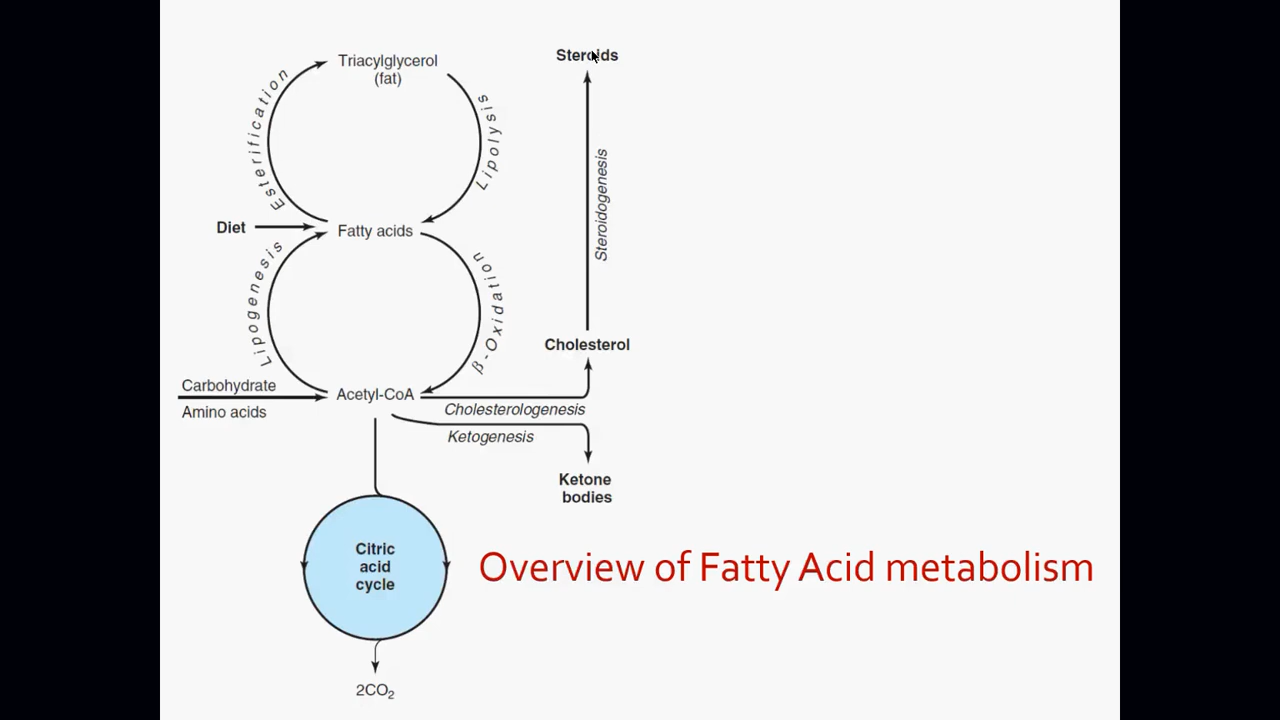 Triacylglycerol
(fat)
Steroids
Esterification
Lipolysis
Steroidogenesis
Diet
Fatty acids
Lipogenesis
β-Oxidation
Cholesterol
Carbohydrate
Amino acids
Acetyl-CoA
Cholesterologenesis
Ketogenesis
Ketone
bodies
Citric
acid
cycle
Overview of Fatty Acid metabolism
2CO₂